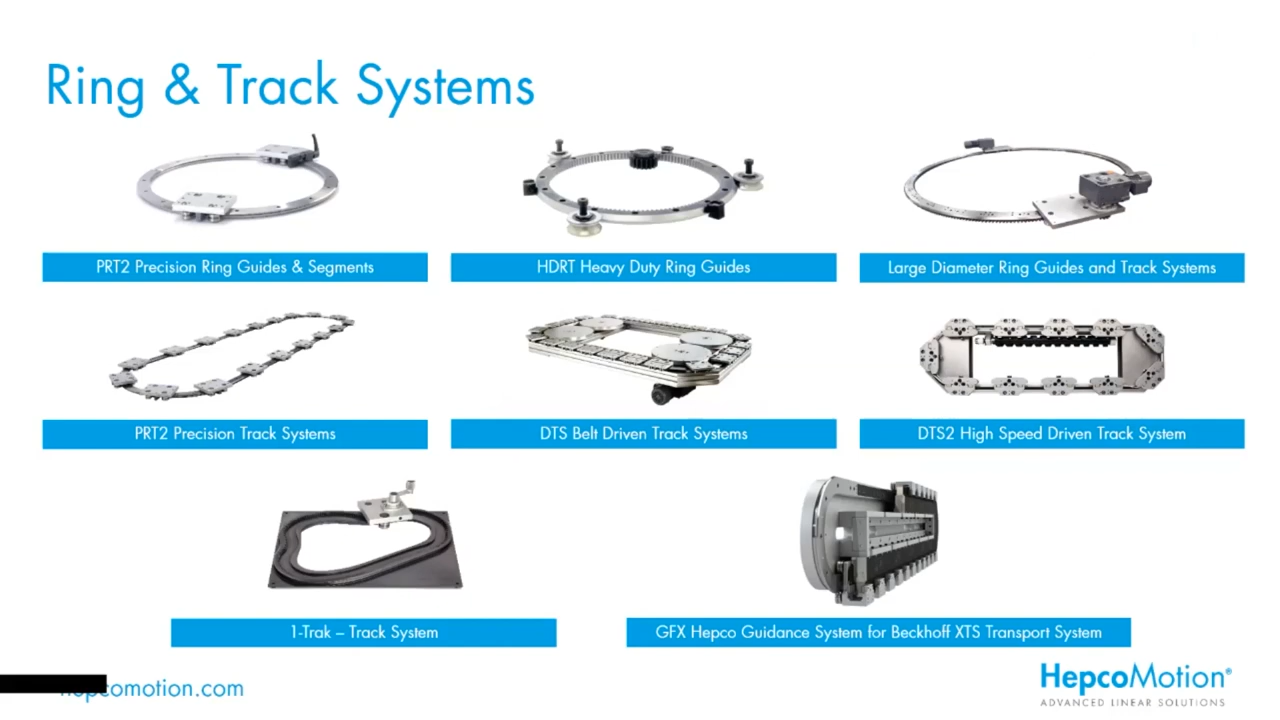 Ring & Track Systems
PRT2 Precision Ring Guides & Segments
HDRT Heavy Duty Ring Guides
Large Diameter Ring Guides and Track Systems
PRT2 Precision Track Systems
DTS Belt Driven Track Systems
DTS2 High Speed Driven Track System
1-Trak – Track System
GFX Hepco Guidance System for Beckhoff XTS Transport System
hepcomotion.com
HepcoMotion®
ADVANCED LINEAR SOLUTIONS